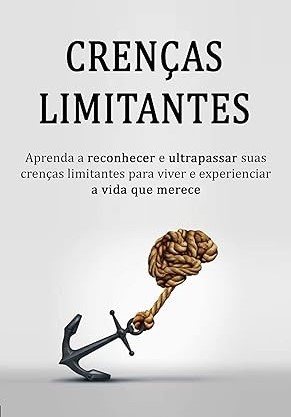 CRENÇAS
LIMITANTES
Aprenda a reconhecer e ultrapassar suas
crenças limitantes para viver e experienciar
a vida que merece